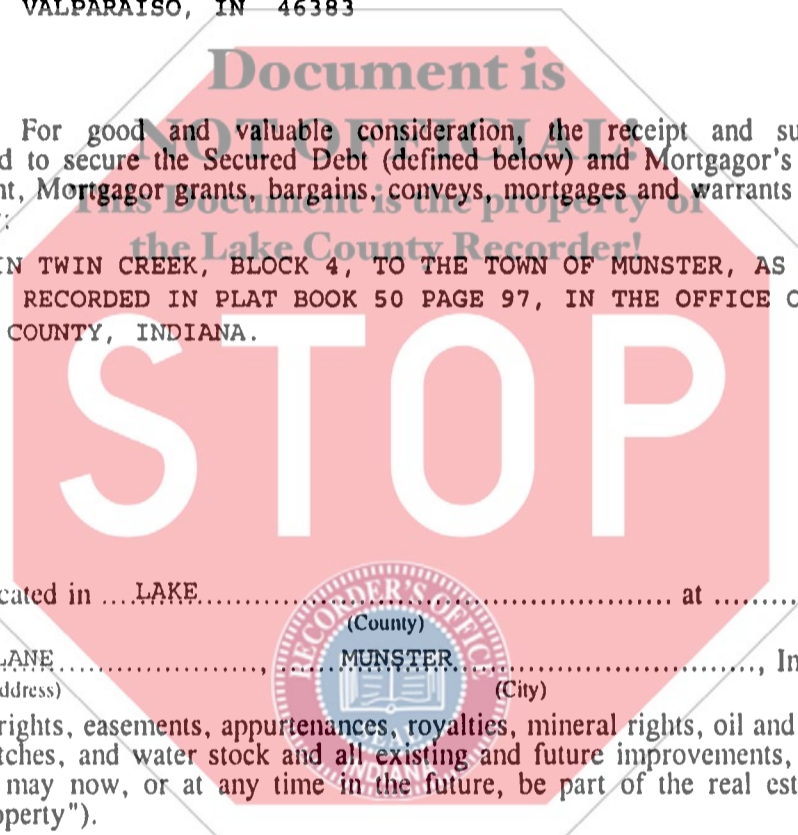 VALPARAISO, IN 46383
Document is
NOT OFFICIAL!
This Document is the property of
the Lake County Recorder!
For good and valuable consideration, the receipt and su
d to secure the Secured Debt (defined below) and Mortgagor's
nt, Mortgagor grants, bargains, conveys, mortgages and warrants
:
IN TWIN CREEK, BLOCK 4, TO THE TOWN OF MUNSTER, AS
RECORDED IN PLAT BOOK 50 PAGE 97, IN THE OFFICE O
COUNTY, INDIANA.
STOP
cated in ....LAKE.... at ....
(County)
LANE...., ....MUNSTER...., In
ddress) (City)
RECORDER'S OFFICE
SEAL
INDIANA
rights, easements, appurtenances, royalties, mineral rights, oil and
tches, and water stock and all existing and future improvements,
may now, or at any time in the future, be part of the real est
operty").